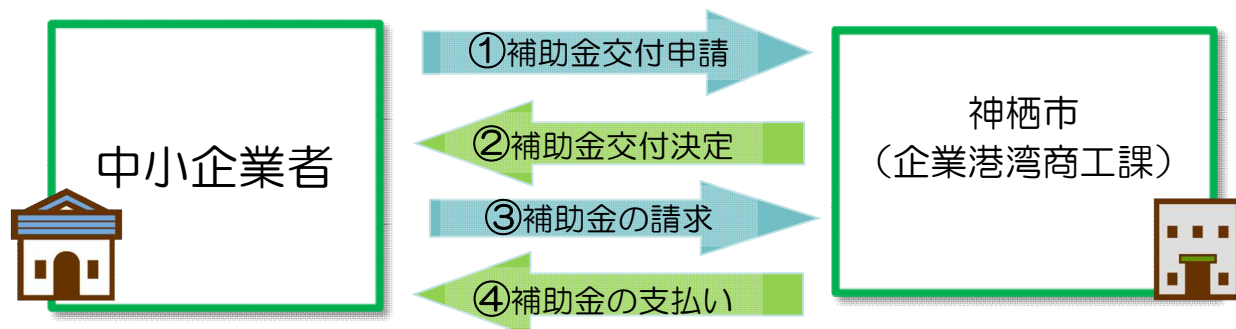 中小企業者
①補助金交付申請
②補助金交付決定
③補助金の請求
④補助金の支払い
神栖市
（企業港湾商工課）